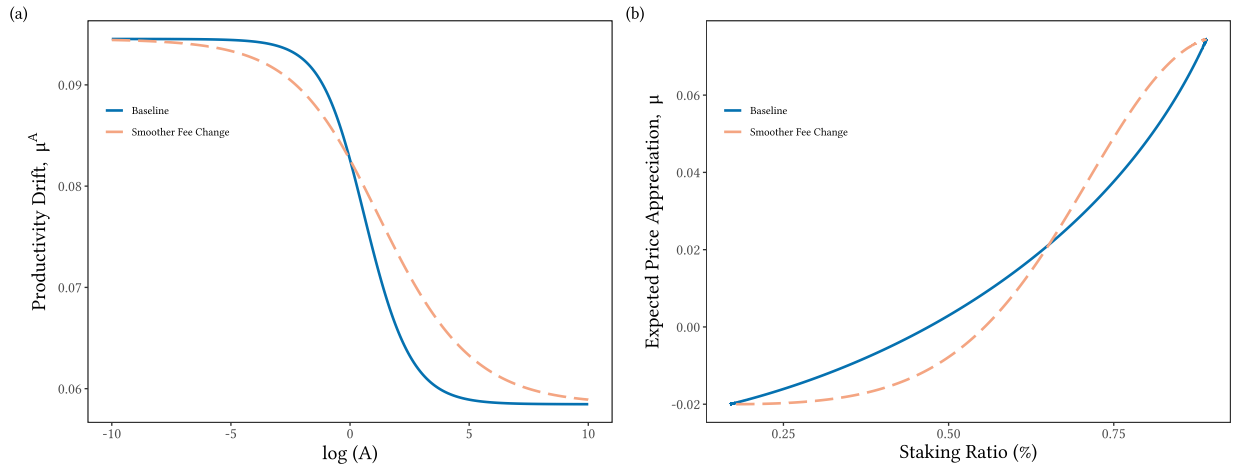 (a)
Productivity Drift, μ^A
0.09
0.08
0.07
0.06
Baseline
Smoother Fee Change
-10
-5
0
5
10
log (A)
(b)
Expected Price Appreciation, μ
0.06
0.04
0.02
0.00
-0.02
Baseline
Smoother Fee Change
0.25
0.50
0.75
Staking Ratio (%)